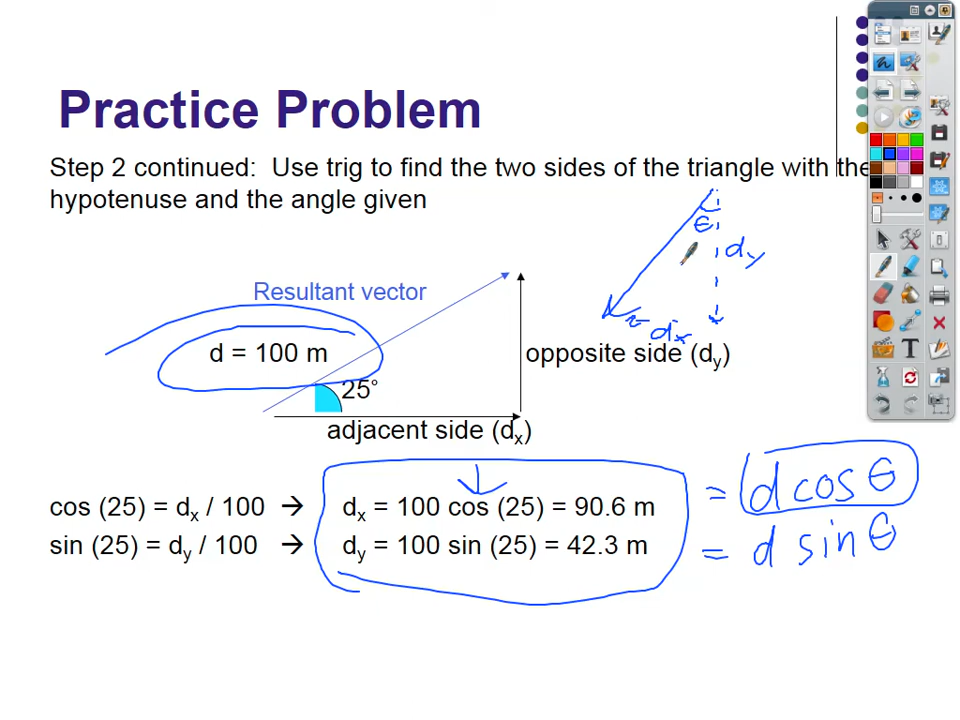 Practice Problem
Step 2 continued: Use trig to find the two sides of the triangle with the
hypotenuse and the angle given
θ
dy
dx
Resultant vector
d = 100 m
25°
opposite side (dy)
adjacent side (dx)
cos (25) = dx / 100 → dx = 100 cos (25) = 90.6 m = d cos θ
sin (25) = dy / 100 → dy = 100 sin (25) = 42.3 m = d sin θ
T